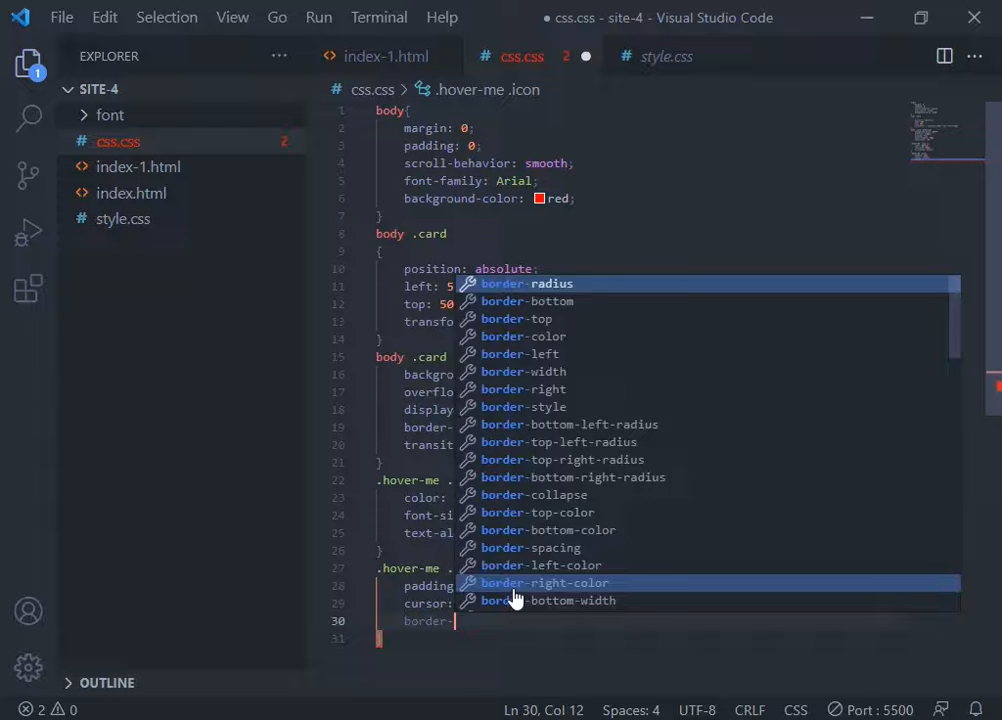 File Edit Selection View Go Run Terminal Help
● css.css - site-4 - Visual Studio Code
EXPLORER
index-1.html
# css.css 2
# style.css
1
SITE-4
font
# css.css 2
index-1.html
index.html
# style.css
OUTLINE
# css.css > .hover-me .icon
1 body{
2 margin: 0;
3 padding: 0;
4 scroll-behavior: smooth;
5 font-family: Arial;
6 background-color: red;
7 }
8 body .card
9 {
10 position: absolute;
11 left: 5
12 top: 50
13 transfo
14 }
15 body .card
16 backgro
17 overflo
18 display
19 border-
20 transit
21 }
22 .hover-me .
23 color:
24 font-si
25 text-al
26 }
27 .hover-me .
28 padding
29 cursor:
30 border-
31 }
border-radius
border-bottom
border-top
border-color
border-left
border-width
border-right
border-style
border-bottom-left-radius
border-top-left-radius
border-top-right-radius
border-bottom-right-radius
border-collapse
border-top-color
border-bottom-color
border-spacing
border-left-color
border-right-color
border-bottom-width
2 0
Ln 30, Col 12 Spaces: 4 UTF-8 CRLF CSS Port : 5500